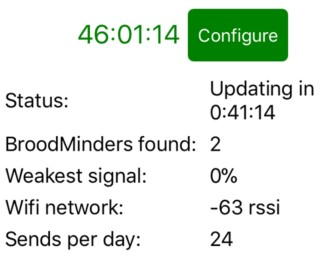 46:01:14 Configure
Status: Updating in
0:41:14
BroodMinders found: 2
Weakest signal: 0%
Wifi network: -63 rssi
Sends per day: 24